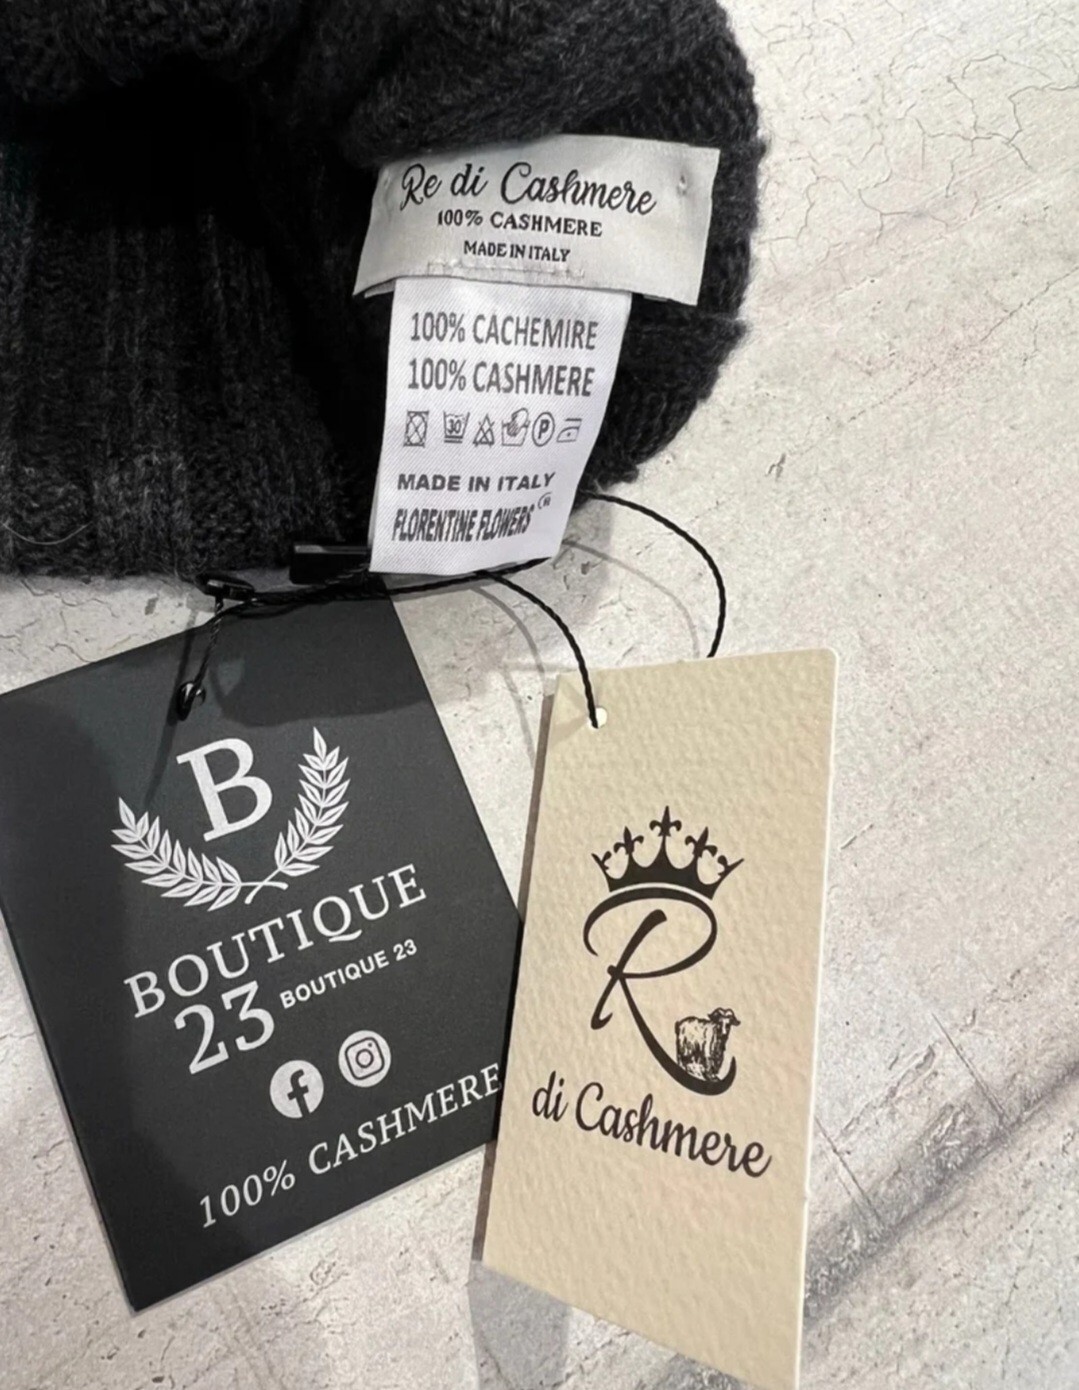 Re di Cashmere
100% CASHMERE
MADE IN ITALY
100% CACHEMIRE
100% CASHMERE
30
P
MADE IN ITALY
FLORENTINE FLOWERS®
B
BOUTIQUE
23 BOUTIQUE 23
100% CASHMERE
R
di Cashmere